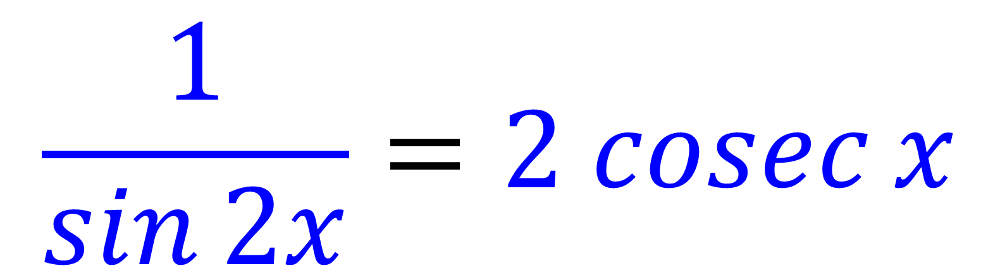 1
sin 2x = 2 cosec x